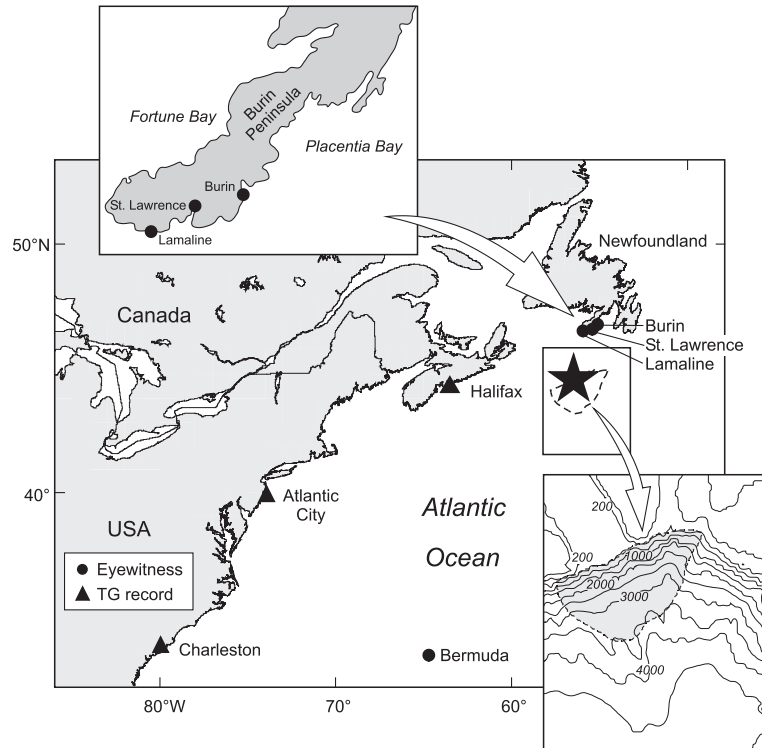 Fortune Bay
Burin
Peninsula
Placentia Bay
Burin
St. Lawrence
Lamaline
50°N
Newfoundland
Canada
Burin
St. Lawrence
Lamaline
Halifax
40°
Atlantic
City
Atlantic
Ocean
USA
Eyewitness
TG record
Charleston
Bermuda
200
200
1000
2000
3000
4000
80°W
70°
60°